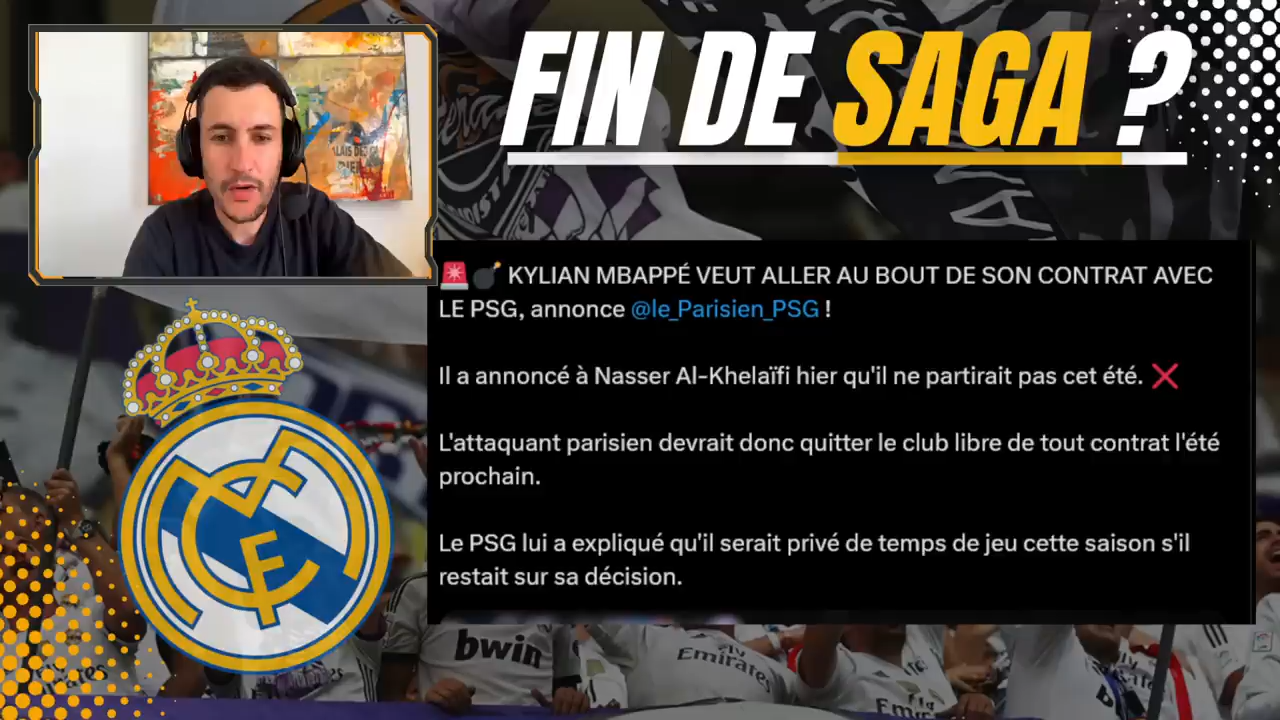 FIN DE SAGA ?
🚨💣 KYLIAN MBAPPÉ VEUT ALLER AU BOUT DE SON CONTRAT AVEC
LE PSG, annonce @le_Parisien_PSG !
Il a annoncé à Nasser Al-Khelaïfi hier qu'il ne partirait pas cet été. ❌
L'attaquant parisien devrait donc quitter le club libre de tout contrat l'été
prochain.
Le PSG lui a expliqué qu'il serait privé de temps de jeu cette saison s'il
restait sur sa décision.
bwin
Emirates
Emirates